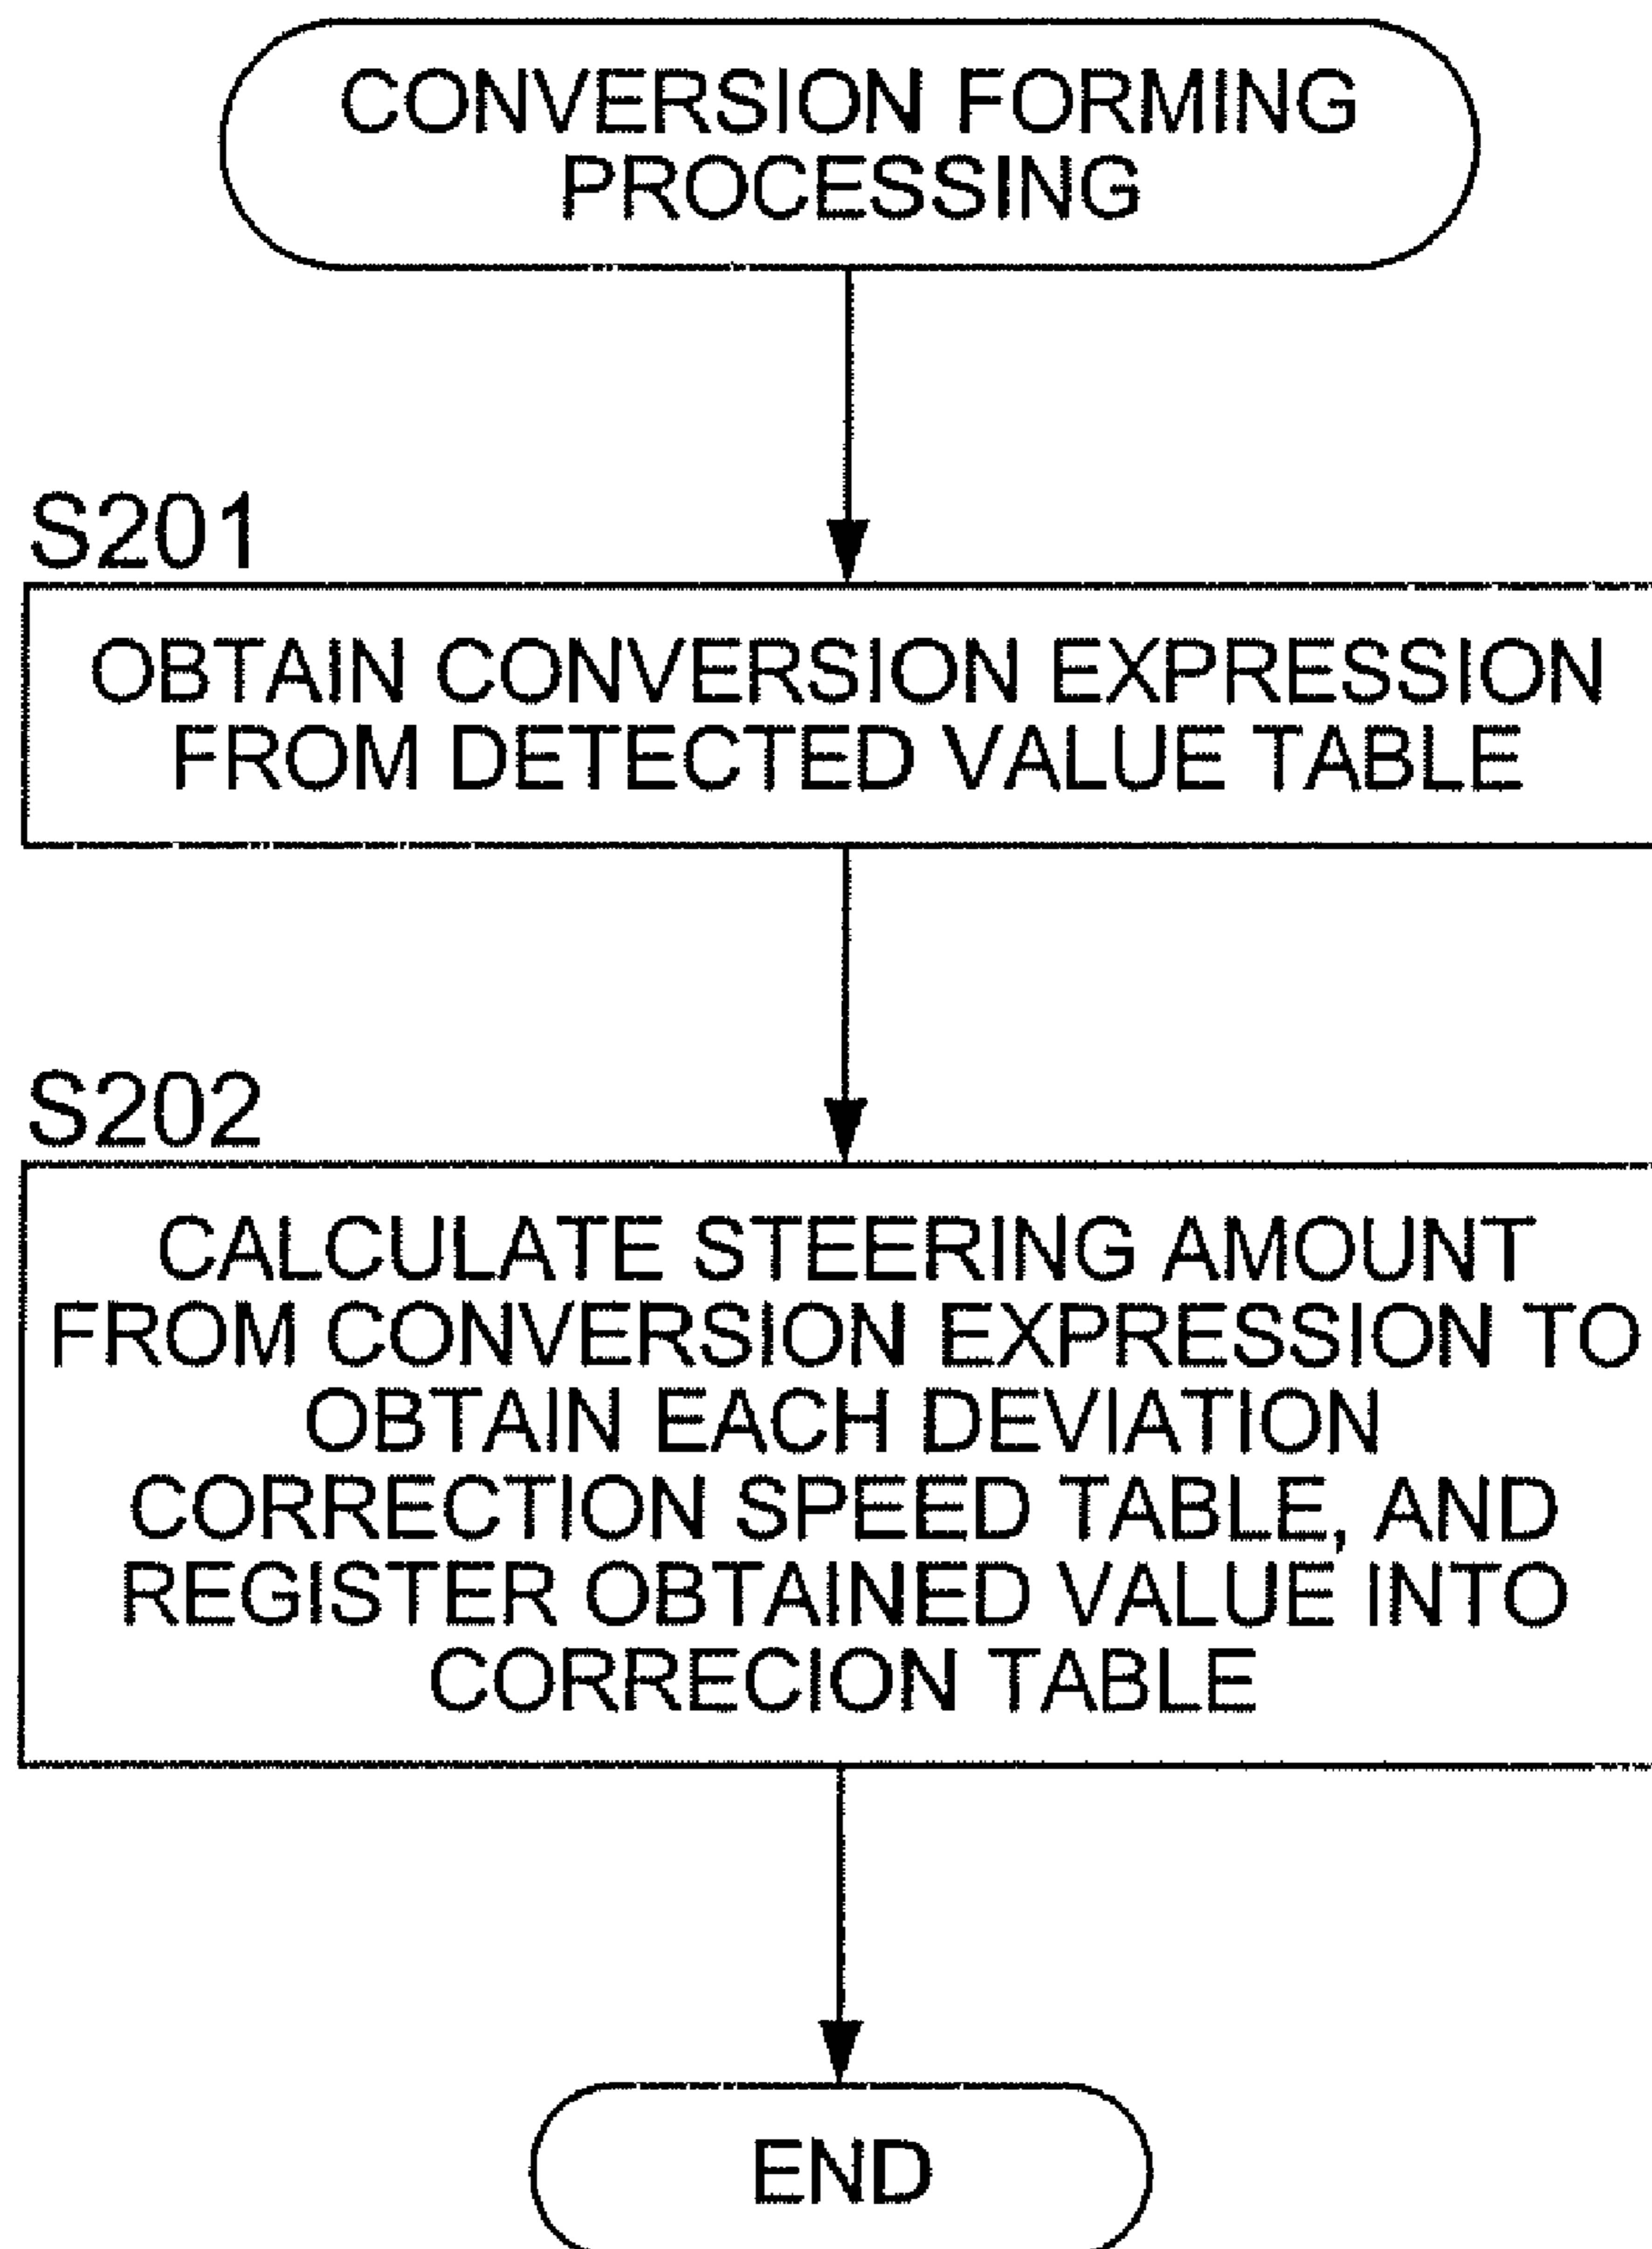 CONVERSION FORMING
PROCESSING
S201
OBTAIN CONVERSION EXPRESSION
FROM DETECTED VALUE TABLE
S202
CALCULATE STEERING AMOUNT
FROM CONVERSION EXPRESSION TO
OBTAIN EACH DEVIATION
CORRECTION SPEED TABLE, AND
REGISTER OBTAINED VALUE INTO
CORRECION TABLE
END